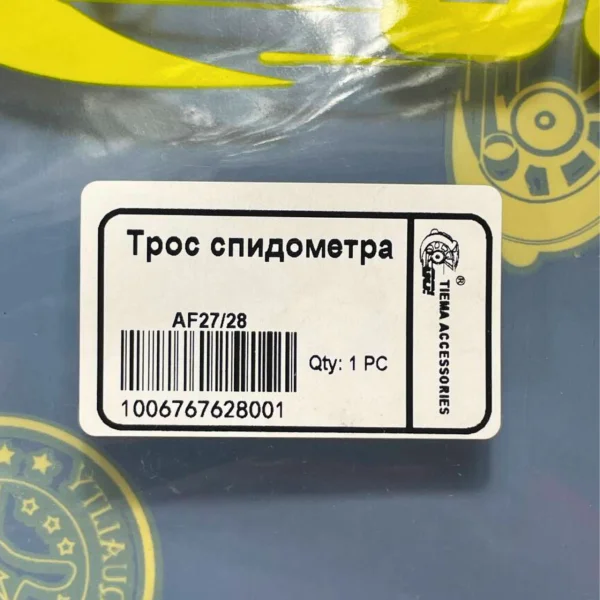 Трос спидометра
AF27/28
Qty: 1 PC
1006767628001
TIEMA ACCESSORIES®